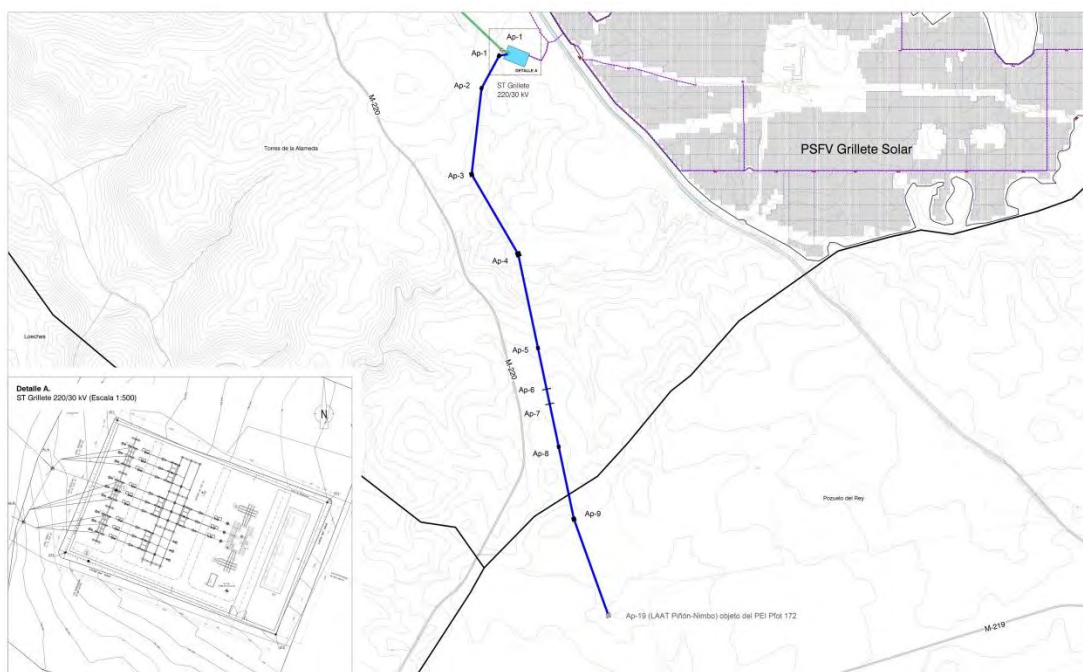 Ap-1
Ap-1
DETALLE A
Ap-2
ST Grillete
220/30 kV
M-220
Torres de la Alameda
PSFV Grillete Solar
Ap-3
Ap-4
Loeches
Ap-5
M-220
Ap-6
Ap-7
Ap-8
Detalle A.
ST Grillete 220/30 kV (Escala 1:500)
N
Pozuelo del Rey
Ap-9
Ap-19 (LAAT Piñón-Nimbo) objeto del PEI Pfot 172
M-219